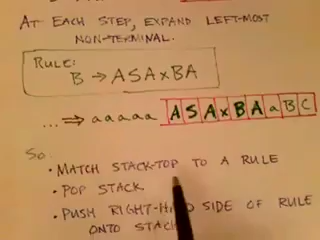 AT EACH STEP, EXPAND LEFT-MOST
NON-TERMINAL.
RULE:
B → ASAxBA
... ⇒ aaaaa ASAxBAaBC
So.
• MATCH STACK-TOP TO A RULE
• POP STACK
• PUSH RIGHT-HAND SIDE OF RULE
ONTO STACK